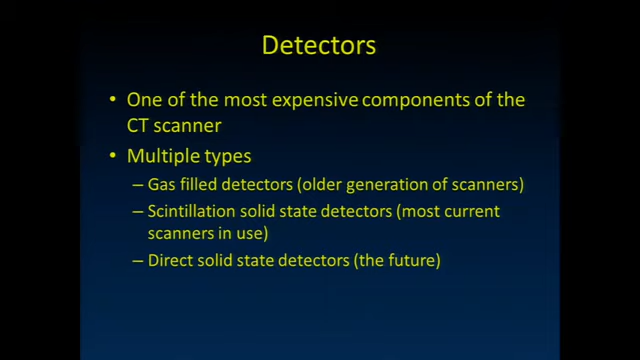 Detectors
• One of the most expensive components of the
CT scanner
• Multiple types
– Gas filled detectors (older generation of scanners)
– Scintillation solid state detectors (most current
scanners in use)
– Direct solid state detectors (the future)